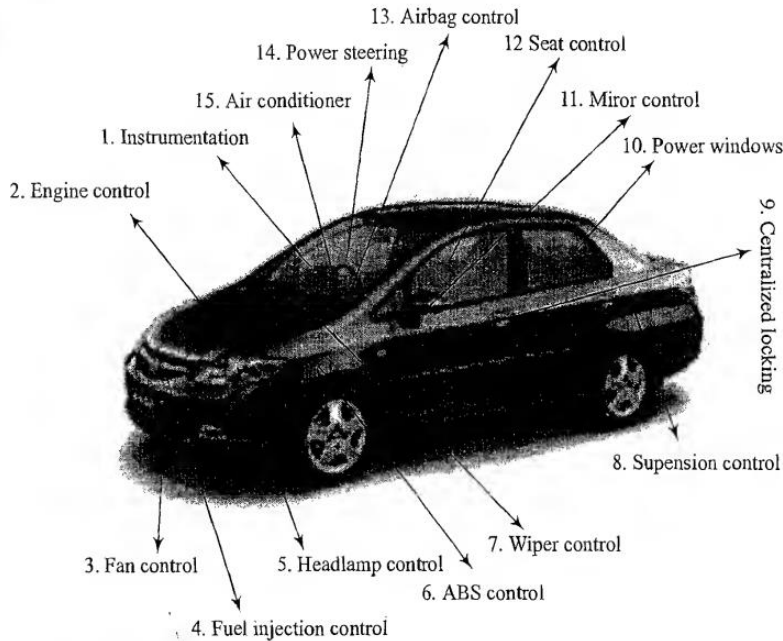 13. Airbag control
14. Power steering
12 Seat control
15. Air conditioner
11. Miror control
1. Instrumentation
10. Power windows
2. Engine control
9. Centralized locking
8. Supension control
7. Wiper control
3. Fan control
5. Headlamp control
6. ABS control
4. Fuel injection control